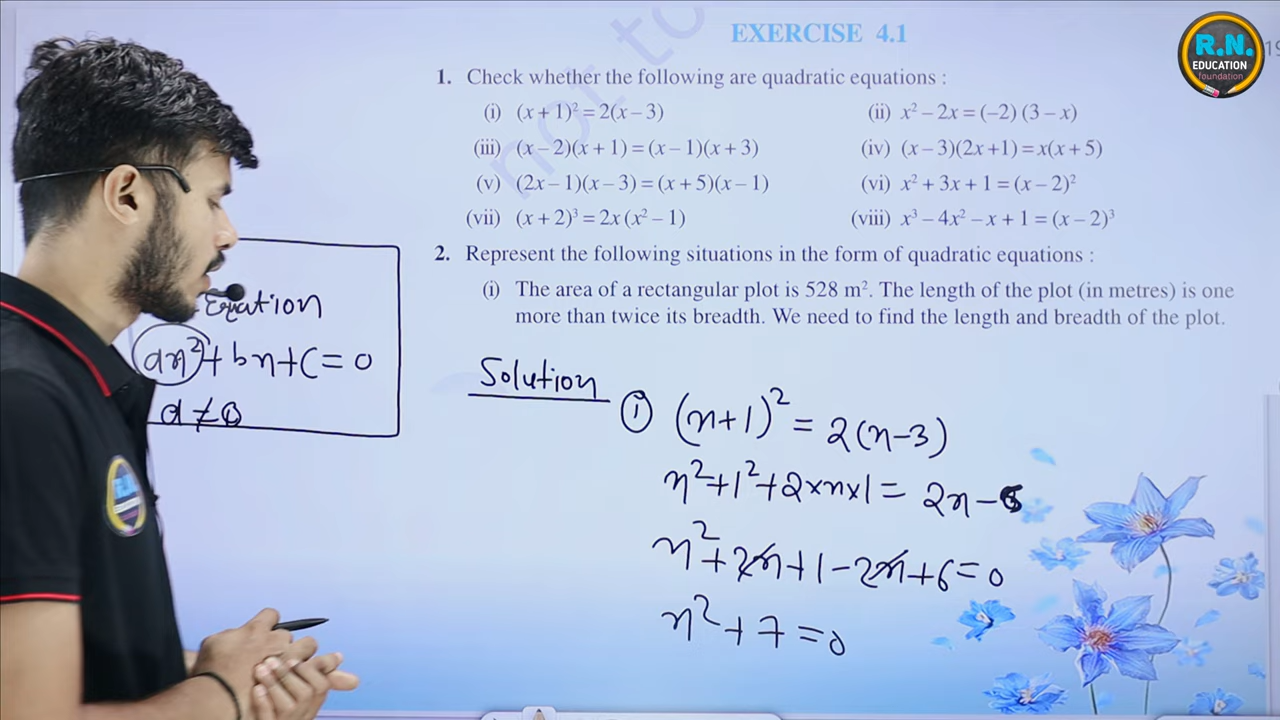 EXERCISE 4.1
R.N.
EDUCATION
foundation
19
1. Check whether the following are quadratic equations :
(i) (x + 1)² = 2(x – 3) (ii) x² – 2x = (–2) (3 – x)
(iii) (x – 2)(x + 1) = (x – 1)(x + 3) (iv) (x – 3)(2x +1) = x(x + 5)
(v) (2x – 1)(x – 3) = (x + 5)(x – 1) (vi) x² + 3x + 1 = (x – 2)²
(vii) (x + 2)³ = 2x (x² – 1) (viii) x³ – 4x² – x + 1 = (x – 2)³
2. Represent the following situations in the form of quadratic equations :
(i) The area of a rectangular plot is 528 m². The length of the plot (in metres) is one
more than twice its breadth. We need to find the length and breadth of the plot.
Equation
ax² + bx + c = 0
a ≠ 0
Solution
(i) (x + 1)² = 2(x – 3)
x² + 1² + 2 × x × 1 = 2x – 6
x² + 2x + 1 – 2x + 6 = 0
x² + 7 = 0
R.N.
EDUCATION